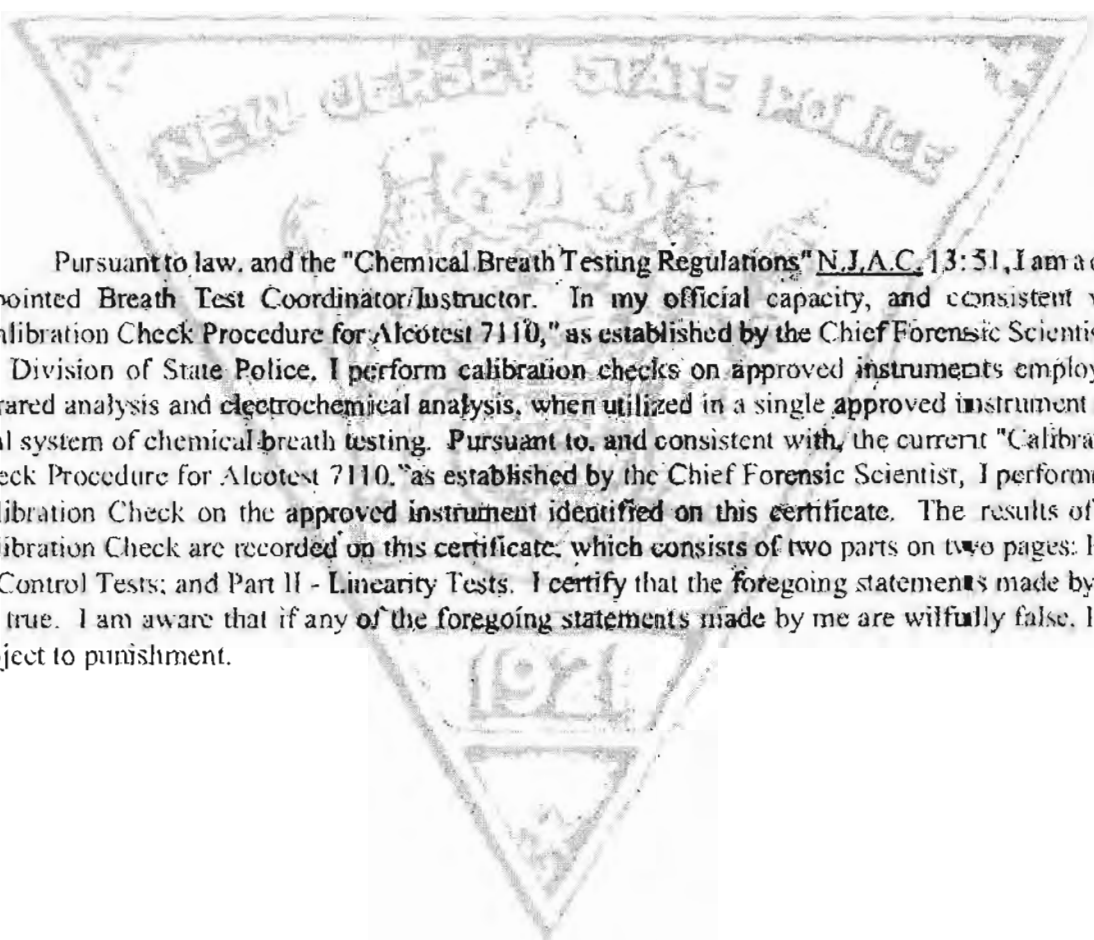 NEW JERSEY STATE POLICE
Pursuant to law, and the "Chemical Breath Testing Regulations" N.J.A.C. 13:51, I am a
pointed Breath Test Coordinator/Instructor. In my official capacity, and consistent
libration Check Procedure for Alcotest 7110," as established by the Chief Forensic Scientis
Division of State Police, I perform calibration checks on approved instruments employ
rared analysis and electrochemical analysis, when utilized in a single approved instrument
al system of chemical breath testing. Pursuant to, and consistent with, the current "Calibra
eck Procedure for Alcotest 7110," as established by the Chief Forensic Scientist, I perform
libration Check on the approved instrument identified on this certificate. The results of
libration Check are recorded on this certificate, which consists of two parts on two pages:
Control Tests; and Part II - Linearity Tests. I certify that the foregoing statements made by
true. I am aware that if any of the foregoing statements made by me are wilfully false, I
ject to punishment.
1921